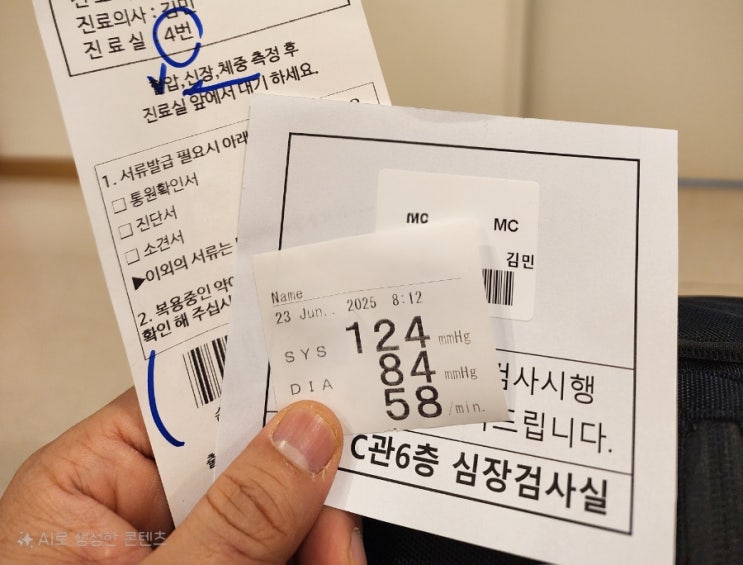 진료의사 : 김민
진 료 실 4번
혈압,신장,체중 측정 후
진료실 앞에서 대기 하세요.
1. 서류발급 필요시 아래
□ 통원확인서
□ 진단서
□ 소견서
▶이외의 서류는
2. 복용중인 약이
확인 해 주십시
MC MC
김민
Name
23 Jun.. 2025 8:12
SYS 124 mmHg
DIA 84 mmHg
58 /min.
검사시행
드립니다.
C관6층 심장검사실
AI로 생성한 콘텐츠